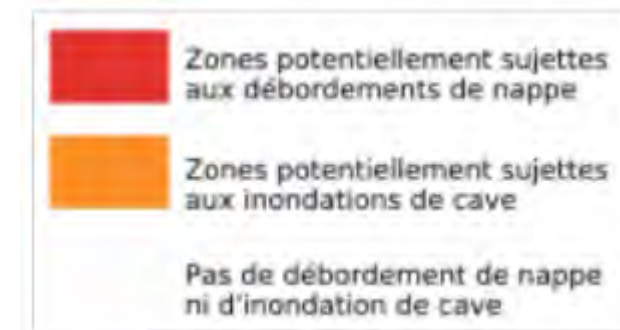 Zones potentiellement sujettes
aux débordements de nappe
Zones potentiellement sujettes
aux inondations de cave
Pas de débordement de nappe
ni d'inondation de cave